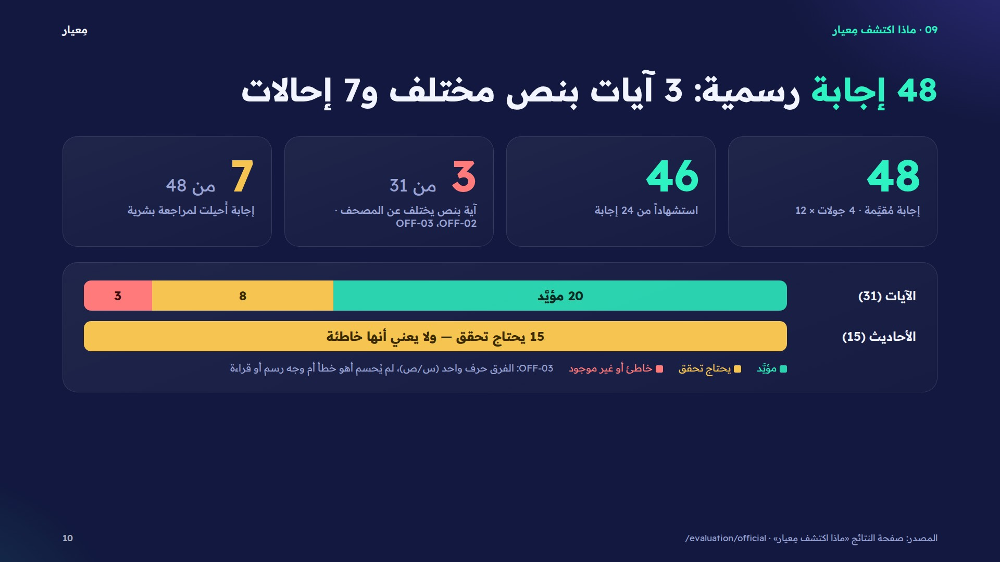 09 · ماذا اكتشف مِعيار
مِعيار
48 إجابة رسمية: 3 آيات بنص مختلف و7 إحالات
48
إجابة مُقيَّمة · 4 جولات × 12
46
استشهاداً من 24 إجابة
3 من 31
آية بنص يختلف عن المصحف ·
OFF-03 ،OFF-02
7 من 48
إجابة أُحيلت لمراجعة بشرية
الآيات (31)
20 مؤيَّد
8
3
الأحاديث (15)
15 يحتاج تحقق — ولا يعني أنها خاطئة
مؤيَّد
يحتاج تحقق
خاطئ أو غير موجود
OFF-03: الفرق حرف واحد (س/ص)، لم يُحسم أهو خطأ أم وجه رسم أو قراءة
المصدر: صفحة النتائج «ماذا اكتشف مِعيار» · evaluation/official/
10